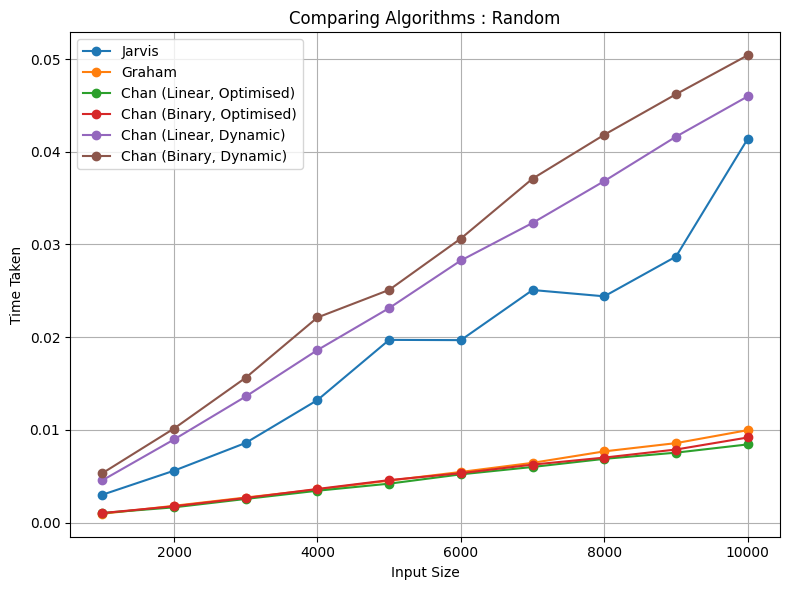 Comparing Algorithms : Random
Jarvis
Graham
Chan (Linear, Optimised)
Chan (Binary, Optimised)
Chan (Linear, Dynamic)
Chan (Binary, Dynamic)
Time Taken
0.05
0.04
0.03
0.02
0.01
0.00
2000
4000
6000
8000
10000
Input Size